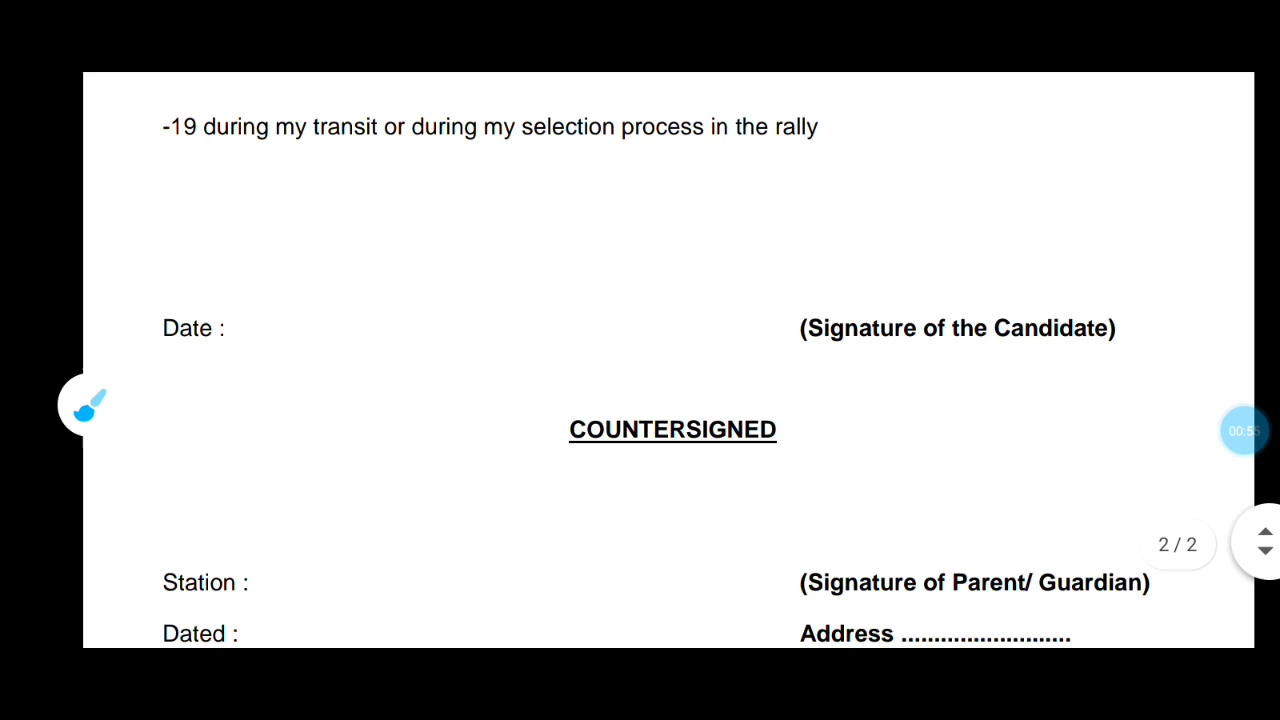 -19 during my transit or during my selection process in the rally
Date :
(Signature of the Candidate)
COUNTERSIGNED
00:55
2 / 2
Station :
(Signature of Parent/ Guardian)
Dated :
Address ..........................